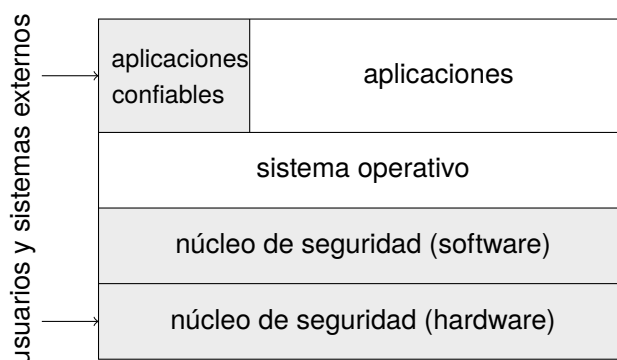 usuarios y sistemas externos
aplicaciones
confiables
aplicaciones
sistema operativo
núcleo de seguridad (software)
núcleo de seguridad (hardware)